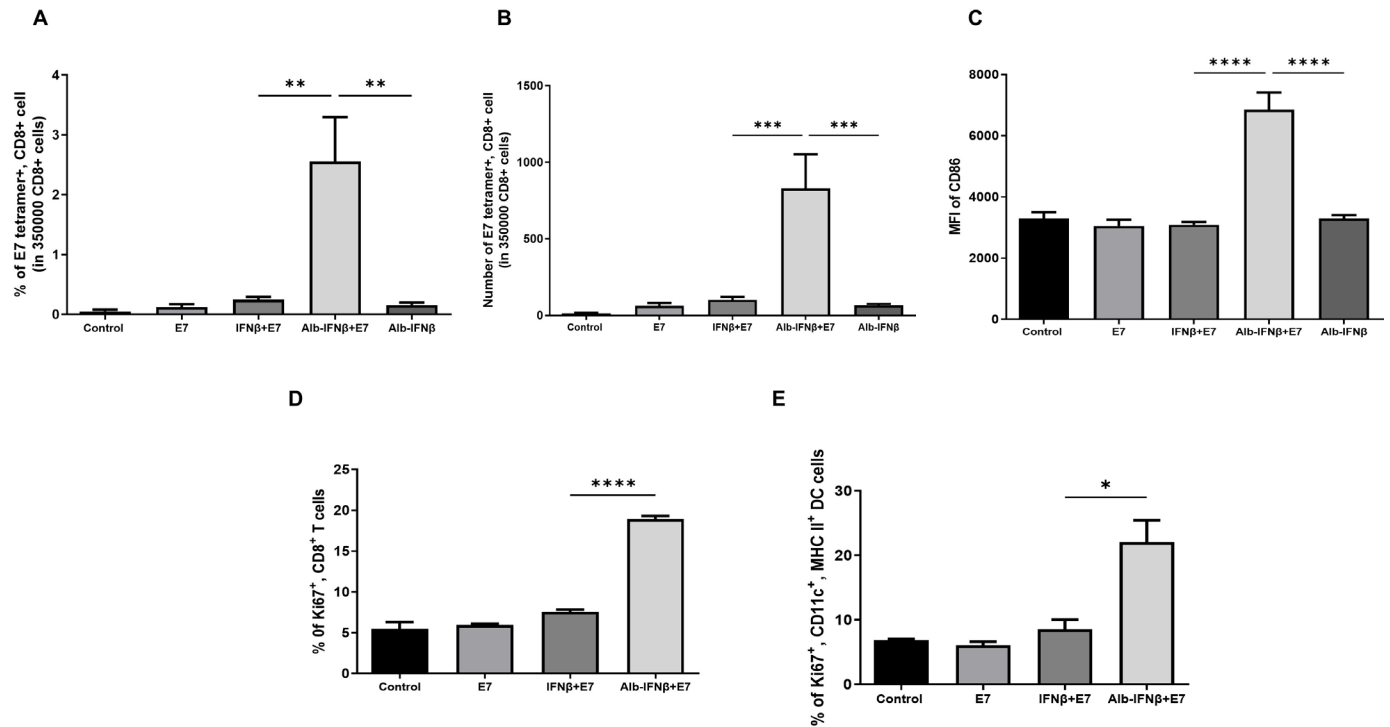 A
% of E7 tetramer+, CD8+ cell
(in 350000 CD8+ cells)
4
3
2
1
0
** **
Control E7 IFNβ+E7 Alb-IFNβ+E7 Alb-IFNβ
B
Number of E7 tetramer+, CD8+ cell
(in 350000 CD8+ cells)
1500
1000
500
0
*** ***
Control E7 IFNβ+E7 Alb-IFNβ+E7 Alb-IFNβ
C
MFI of CD86
8000
6000
4000
2000
0
**** ****
Control E7 IFNβ+E7 Alb-IFNβ+E7 Alb-IFNβ
D
% 0f Ki67⁺, CD8⁺ T cells
25
20
15
10
5
0
****
Control E7 IFNβ+E7 Alb-IFNβ+E7
E
% of Ki67⁺, CD11c⁺, MHC II⁺ DC cells
30
20
10
0
*
Control E7 IFNβ+E7 Alb-IFNβ+E7